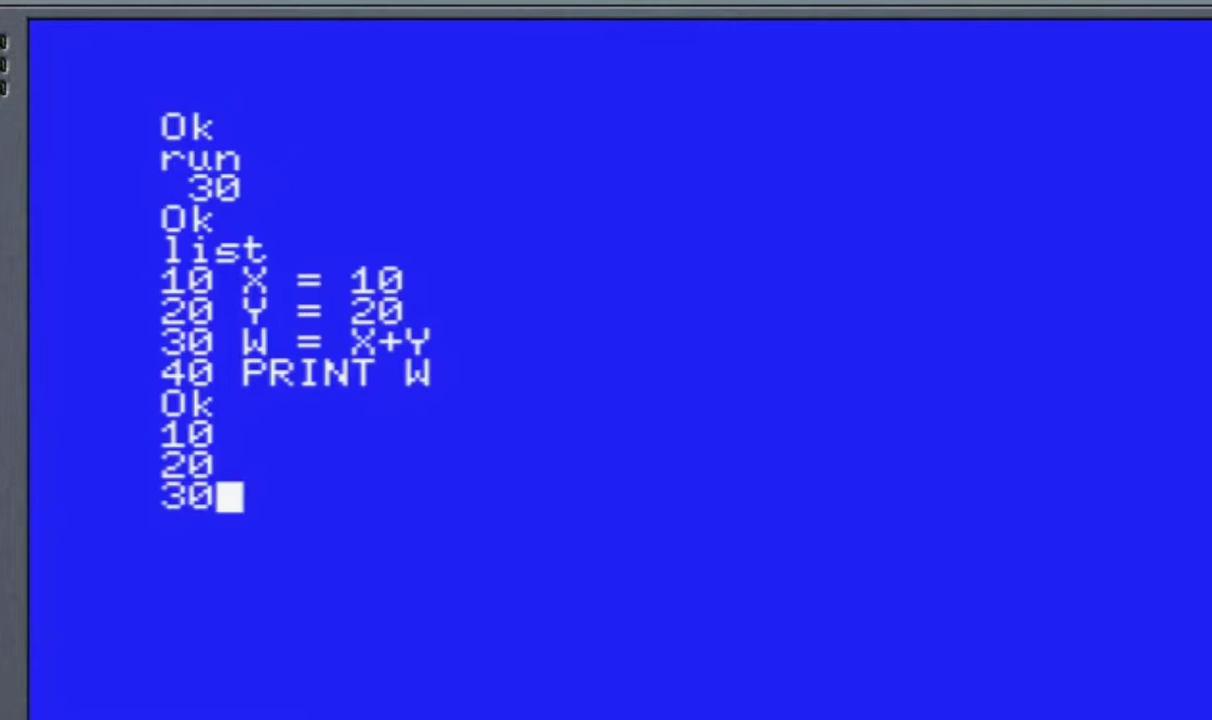 Ok
run
 30
Ok
list
10 X = 10
20 Y = 20
30 W = X+Y
40 PRINT W
Ok
10
20
30